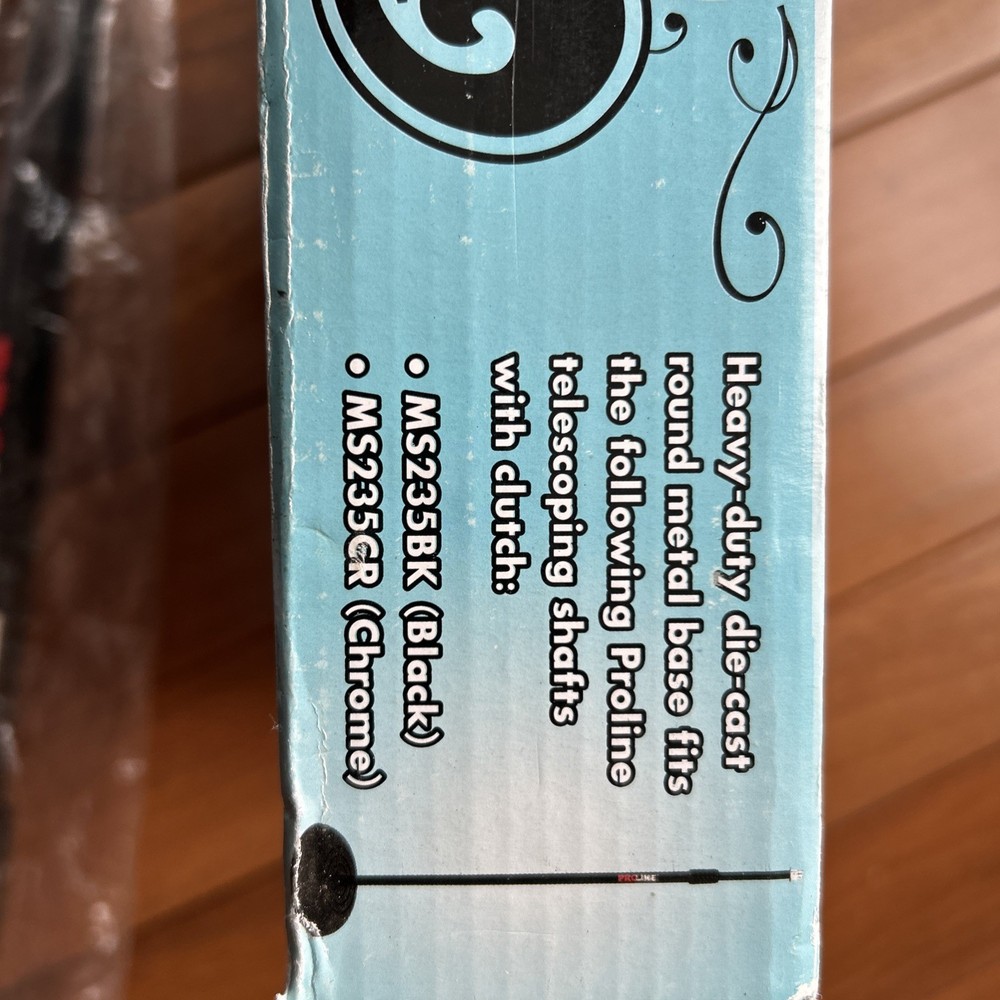 Heavy-duty die-cast
round metal base fits
the following Proline
telescoping shafts
with clutch:
• MS235BK (Black)
• MS235CR (Chrome)
PROLINE